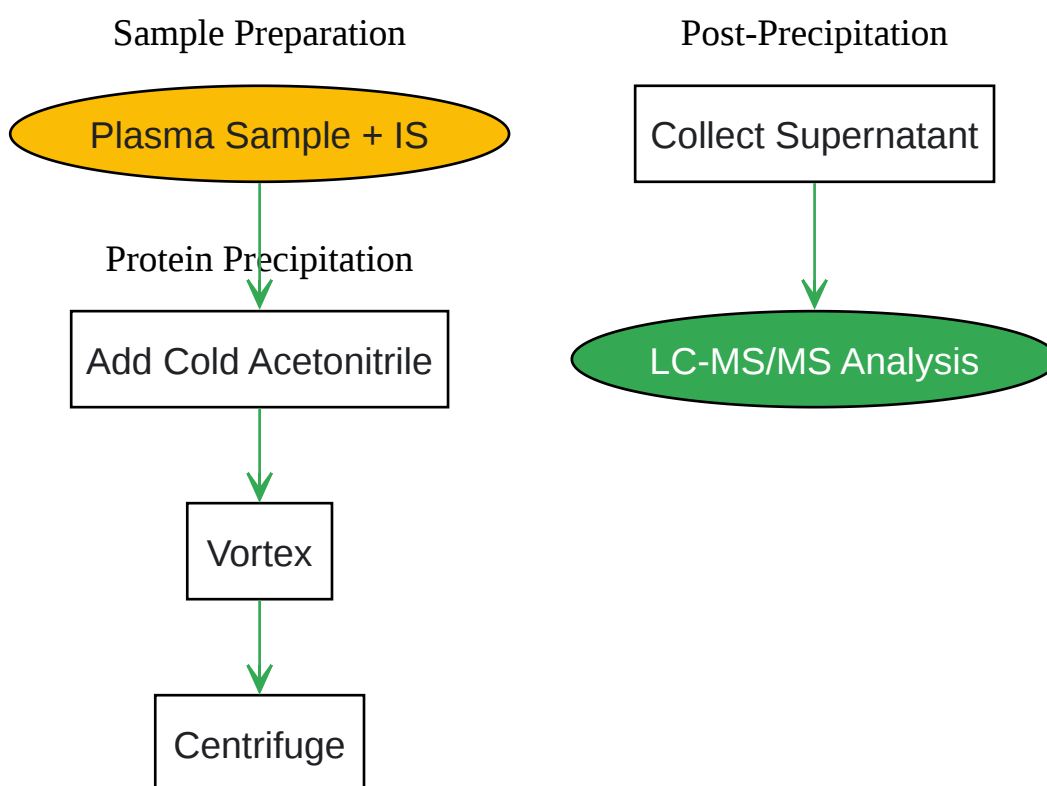 Sample Preparation
Plasma Sample + IS
Protein Precipitation
Add Cold Acetonitrile
Vortex
Centrifuge
Post-Precipitation
Collect Supernatant
LC-MS/MS Analysis